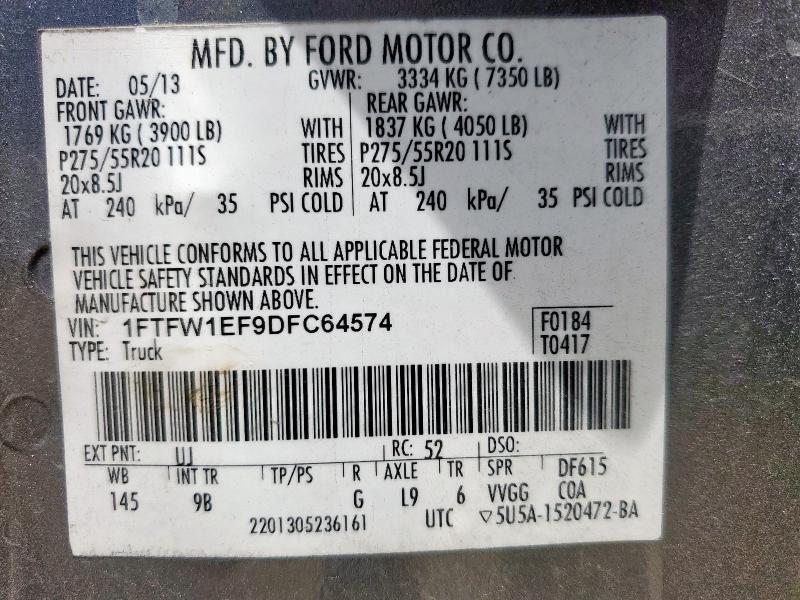 MFD. BY FORD MOTOR CO.
DATE: 05/13 GVWR: 3334 KG ( 7350 LB)
FRONT GAWR: REAR GAWR:
1769 KG ( 3900 LB) WITH 1837 KG ( 4050 LB) WITH
P275/55R20 111S TIRES P275/55R20 111S TIRES
20x8.5J RIMS 20x8.5J RIMS
AT 240 kPa/ 35 PSI COLD AT 240 kPa/ 35 PSI COLD
THIS VEHICLE CONFORMS TO ALL APPLICABLE FEDERAL MOTOR
VEHICLE SAFETY STANDARDS IN EFFECT ON THE DATE OF
MANUFACTURE SHOWN ABOVE.
VIN: 1FTFW1EF9DFC64574 F0184
TYPE: Truck T0417
EXT PNT: UJ RC: 52 DSO:
WB INT TR TP/PS R AXLE TR SPR DF615
145 9B G L9 6 VVGG COA
2201305236161 UTC ▽5U5A-1520472-BA